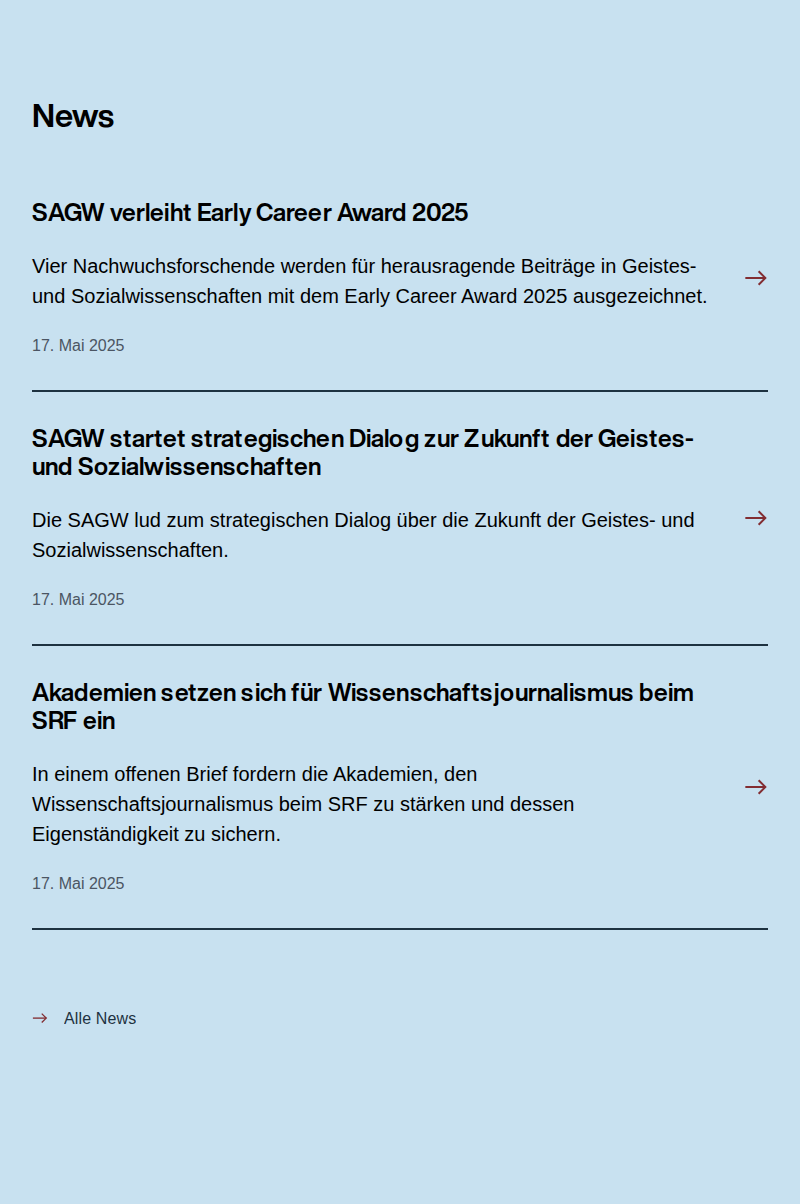 News
SAGW verleiht Early Career Award 2025
Vier Nachwuchsforschende werden für herausragende Beiträge in Geistes-
und Sozialwissenschaften mit dem Early Career Award 2025 ausgezeichnet.
17. Mai 2025
SAGW startet strategischen Dialog zur Zukunft der Geistes-
und Sozialwissenschaften
Die SAGW lud zum strategischen Dialog über die Zukunft der Geistes- und
Sozialwissenschaften.
17. Mai 2025
Akademien setzen sich für Wissenschaftsjournalismus beim
SRF ein
In einem offenen Brief fordern die Akademien, den
Wissenschaftsjournalismus beim SRF zu stärken und dessen
Eigenständigkeit zu sichern.
17. Mai 2025
Alle News